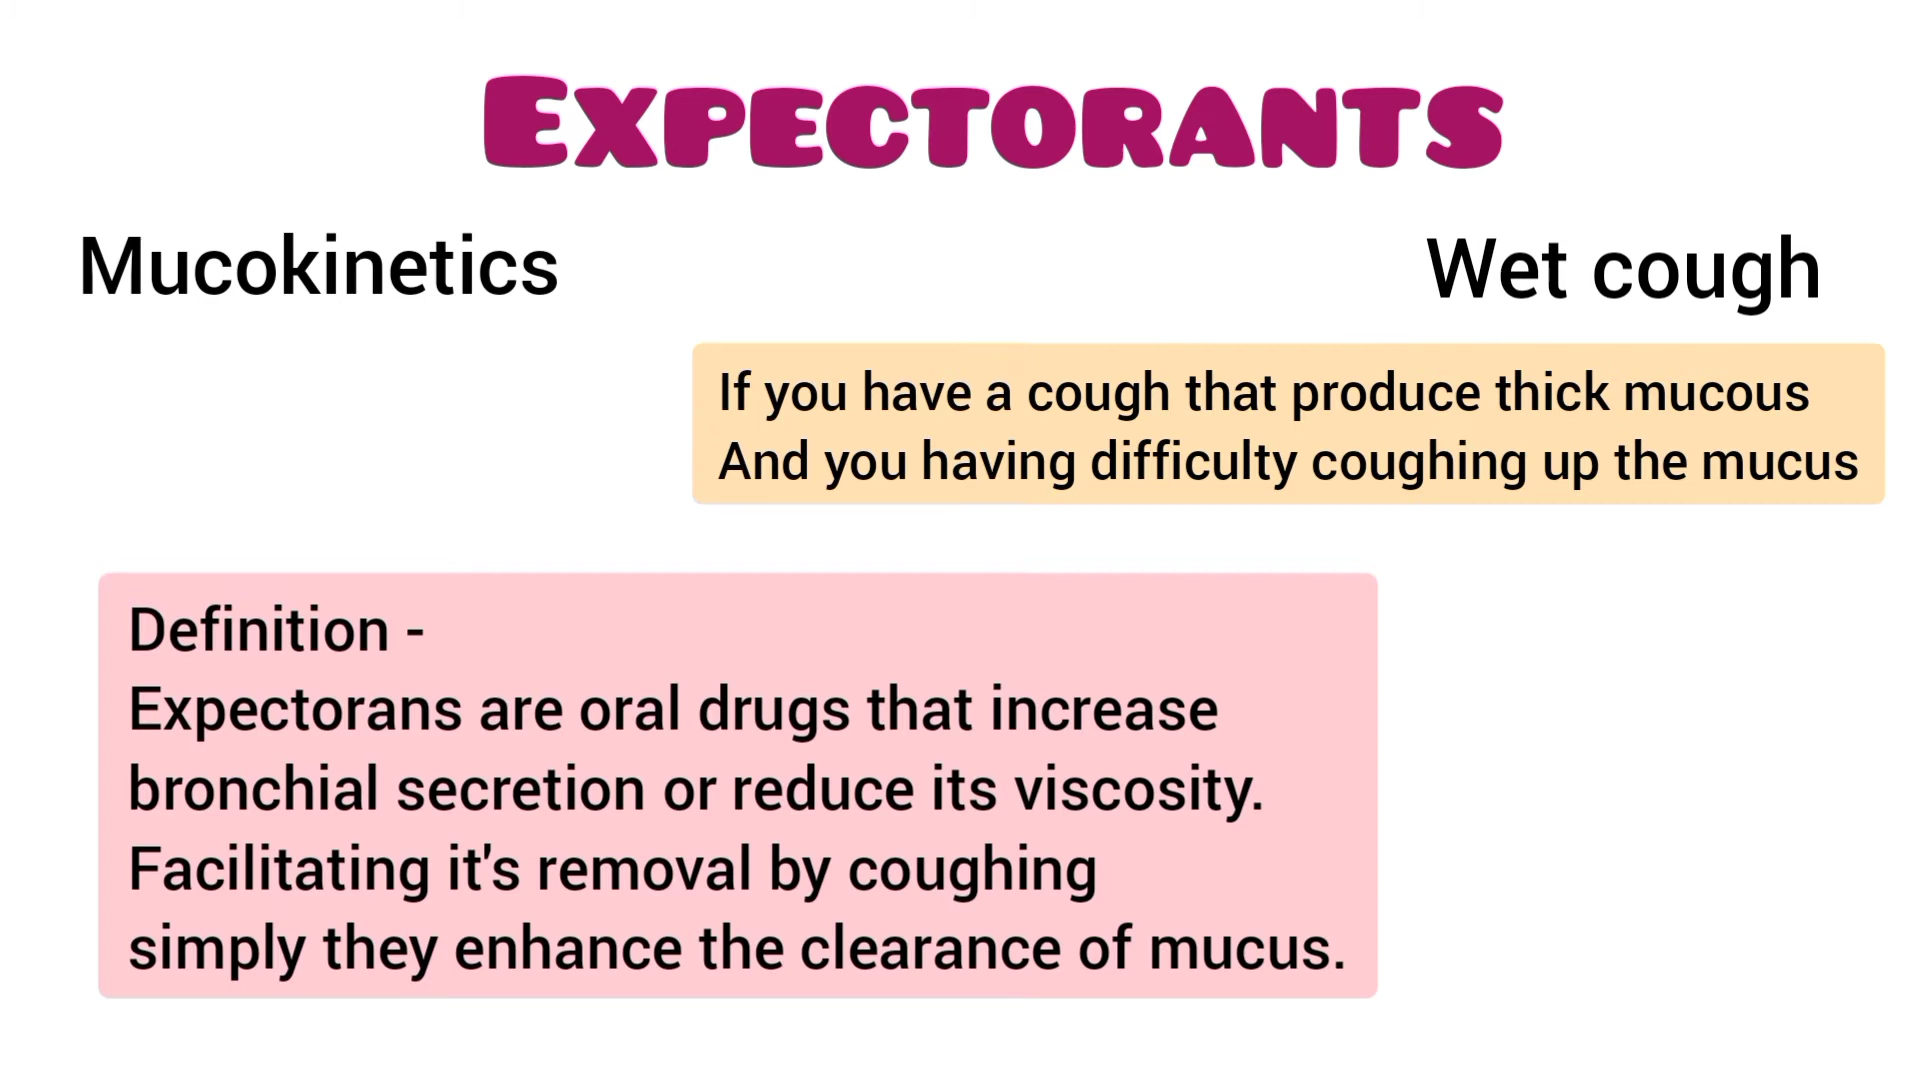 EXPECTORANTS
Mucokinetics
Wet cough
If you have a cough that produce thick mucous
And you having difficulty coughing up the mucus
Definition -
Expectorans are oral drugs that increase
bronchial secretion or reduce its viscosity.
Facilitating it's removal by coughing
simply they enhance the clearance of mucus.